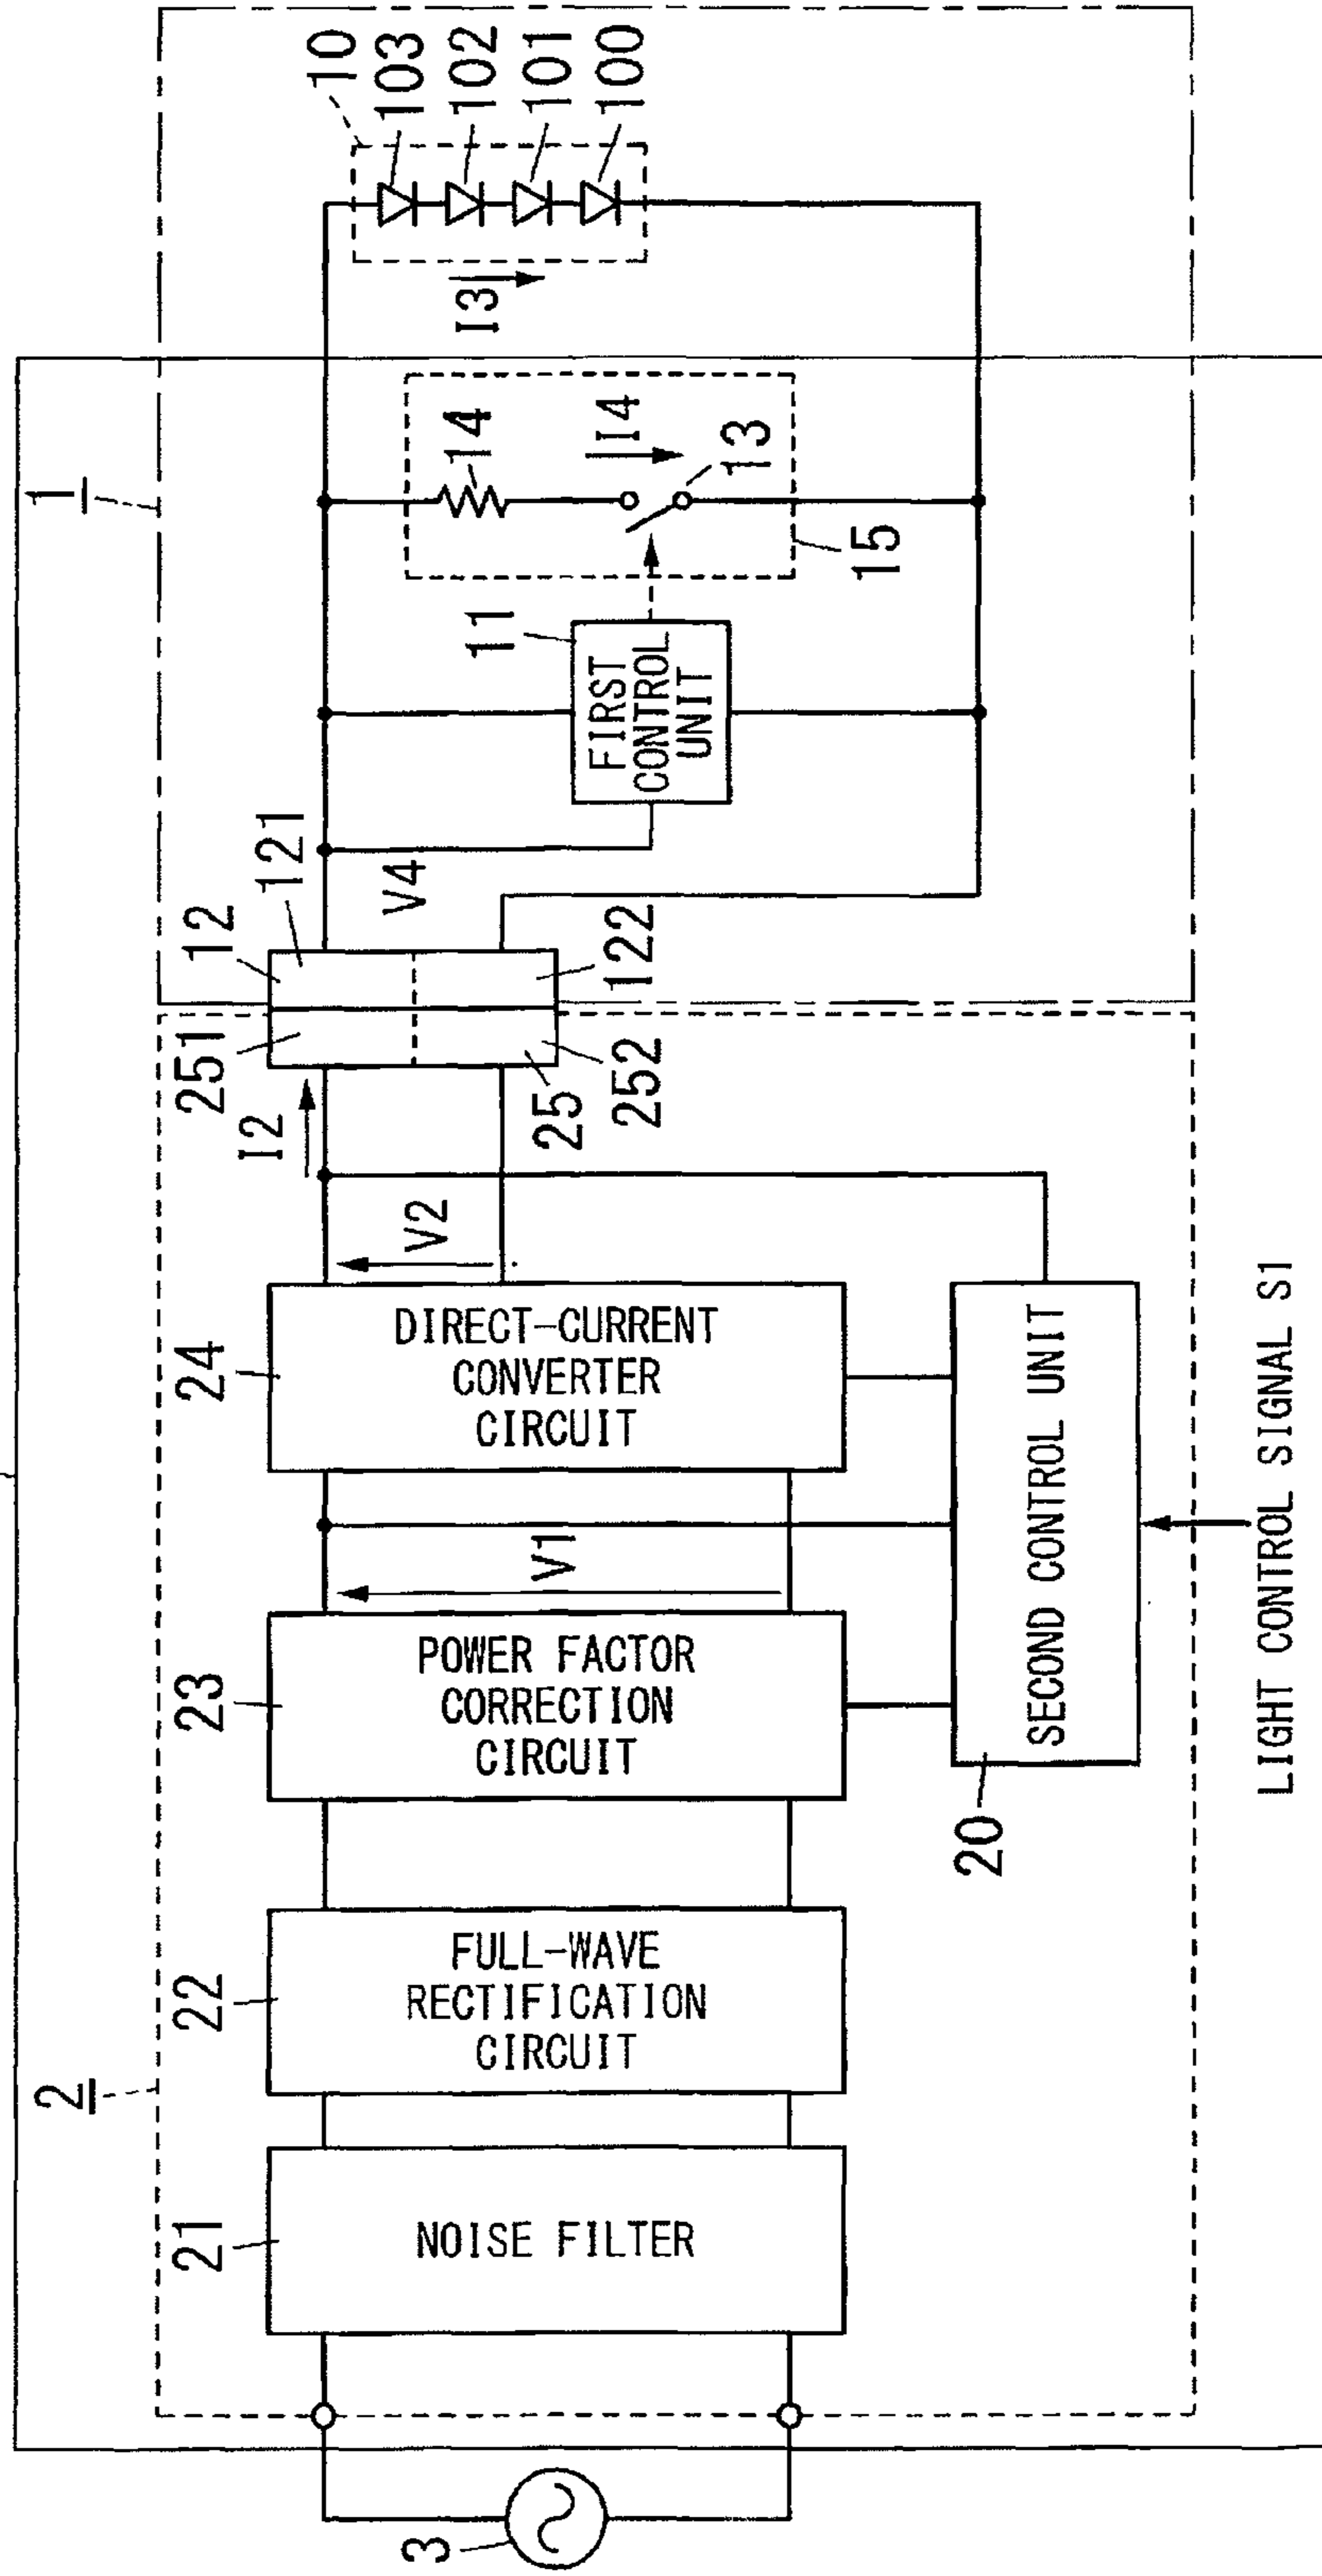 1
2
3
10
103
102
101
100
I3
14
I4
13
15
11
FIRST
CONTROL
UNIT
12
121
V4
122
251
25
252
I2
V2
24
DIRECT-CURRENT
CONVERTER
CIRCUIT
V1
23
POWER FACTOR
CORRECTION
CIRCUIT
22
FULL-WAVE
RECTIFICATION
CIRCUIT
21
NOISE FILTER
20
SECOND CONTROL UNIT
LIGHT CONTROL SIGNAL S1